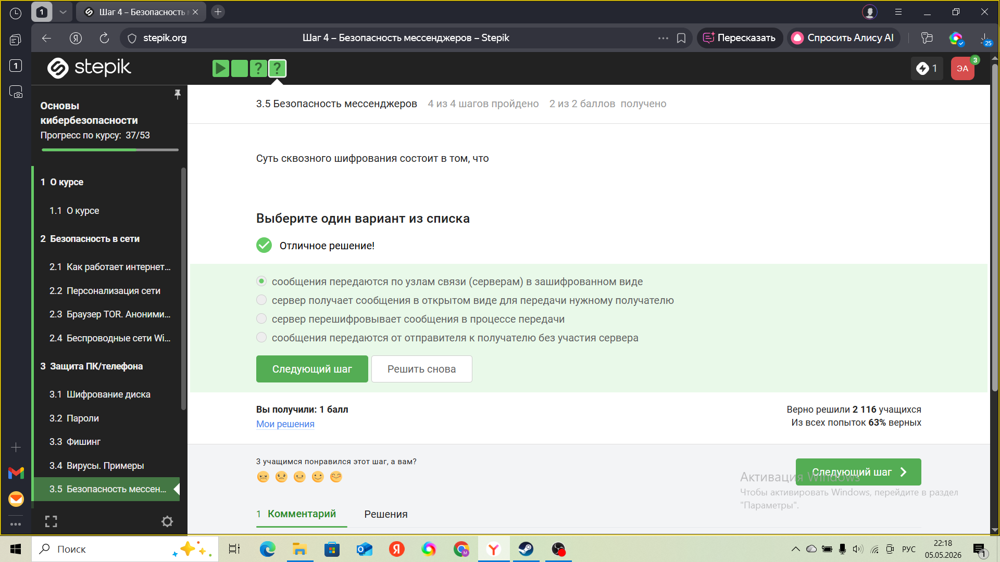 1
Шаг 4 – Безопасность
stepik.org
Шаг 4 – Безопасность мессенджеров – Stepik
Пересказать
Спросить Алису AI
25
1
stepik
? ?
1
ЭА
3
Основы
кибербезопасности
Прогресс по курсу: 37/53
1 О курсе
1.1 О курсе
2 Безопасность в сети
2.1 Как работает интернет...
2.2 Персонализация сети
2.3 Браузер TOR. Аноними...
2.4 Беспроводные сети Wi...
3 Защита ПК/телефона
3.1 Шифрование диска
3.2 Пароли
3.3 Фишинг
3.4 Вирусы. Примеры
3.5 Безопасность мессен...
3.5 Безопасность мессенджеров 4 из 4 шагов пройдено 2 из 2 баллов получено
Суть сквозного шифрования состоит в том, что
Выберите один вариант из списка
Отличное решение!
сообщения передаются по узлам связи (серверам) в зашифрованном виде
сервер получает сообщения в открытом виде для передачи нужному получателю
сервер перешифровывает сообщения в процессе передачи
сообщения передаются от отправителя к получателю без участия сервера
Следующий шаг
Решить снова
Вы получили: 1 балл
Мои решения
Верно решили 2 116 учащихся
Из всех попыток 63% верных
3 учащимся понравился этот шаг, а вам?
Следующий шаг
Активация Windows
Чтобы активировать Windows, перейдите в раздел
"Параметры".
1 Комментарий
Решения
Поиск
РУС
22:18
05.05.2026
1